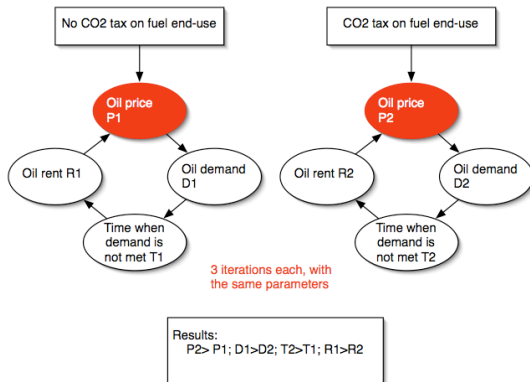 No CO2 tax on fuel end-use
CO2 tax on fuel end-use
Oil price
P1
Oil price
P2
Oil rent R1
Oil demand
D1
Oil rent R2
Oil demand
D2
Time when
demand is
not met T1
Time when
demand is
not met T2
3 iterations each, with
the same parameters
Results:
P2> P1; D1>D2; T2>T1; R1>R2